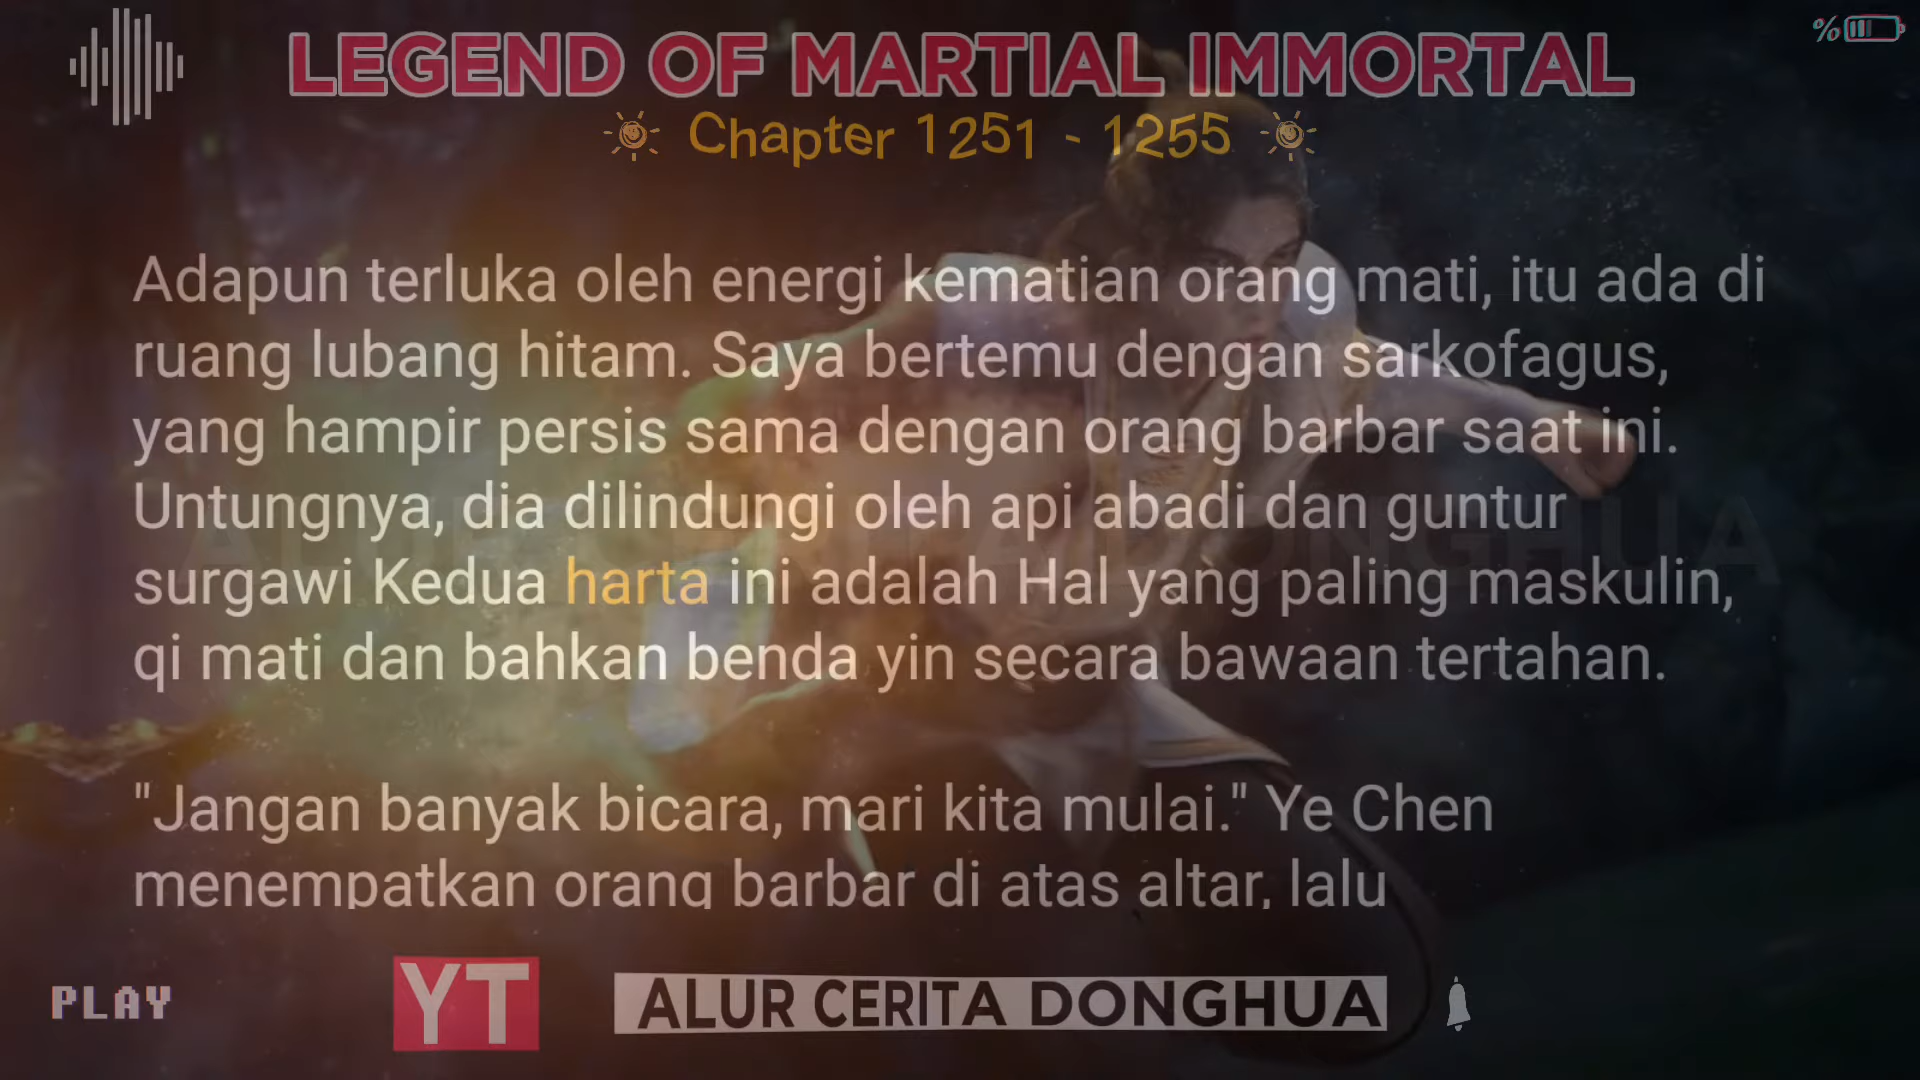 LEGEND OF MARTIAL IMMORTAL
%
Chapter 1251 - 1255
Adapun terluka oleh energi kematian orang mati, itu ada di
ruang lubang hitam. Saya bertemu dengan sarkofagus,
yang hampir persis sama dengan orang barbar saat ini.
Untungnya, dia dilindungi oleh api abadi dan guntur
surgawi Kedua harta ini adalah Hal yang paling maskulin,
qi mati dan bahkan benda yin secara bawaan tertahan.
"Jangan banyak bicara, mari kita mulai." Ye Chen
menempatkan orang barbar di atas altar, lalu
PLAY
YT
ALUR CERITA DONGHUA